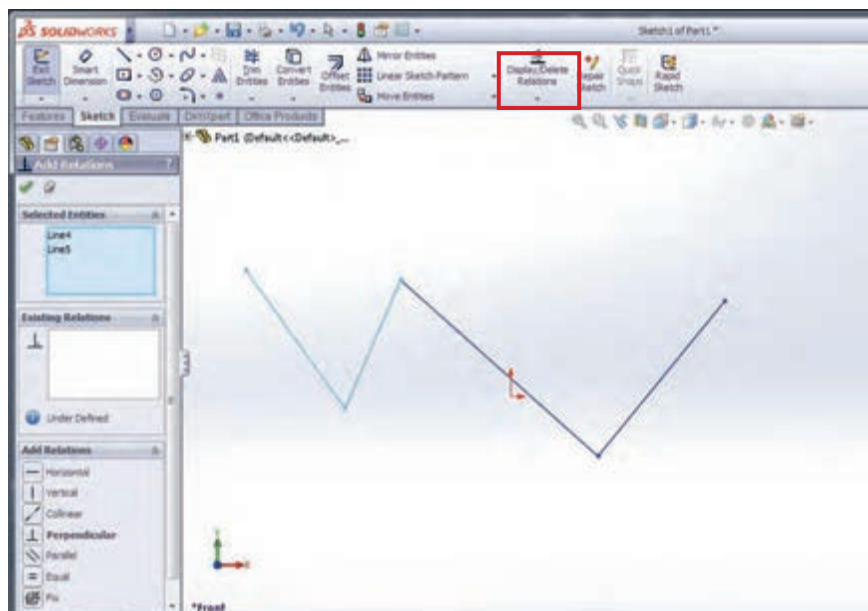 SOLIDWORKS
Sketch1 of Part1 *
Exit Sketch
Smart Dimension
Trim Entities
Convert Entities
Offset Entities
Mirror Entities
Linear Sketch Pattern
Move Entities
Display/Delete Relations
Repair Sketch
Quick Snaps
Rapid Sketch
Features Sketch Evaluate DimXpert Office Products
Part1 (Default<<Default>_...
Add Relations ?
Selected Entities
Line4
Line5
Existing Relations
Under Defined
Add Relations
Horizontal
Vertical
Collinear
Perpendicular
Parallel
Equal
Fix
Y
X
*Front